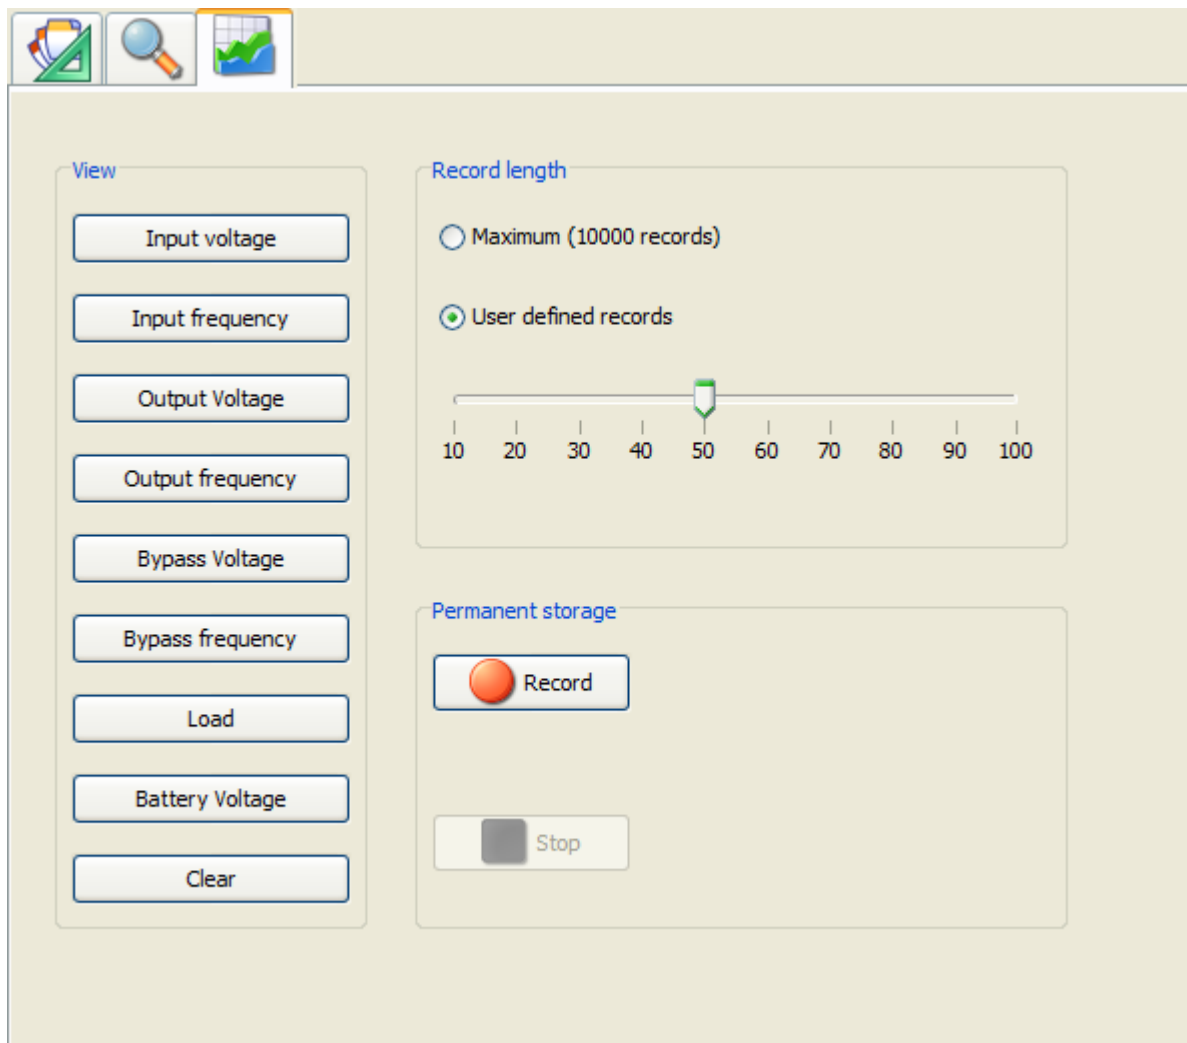 View
Input voltage
Input frequency
Output Voltage
Output frequency
Bypass Voltage
Bypass frequency
Load
Battery Voltage
Clear
Record length
Maximum (10000 records)
User defined records
10 20 30 40 50 60 70 80 90 100
Permanent storage
Record
Stop